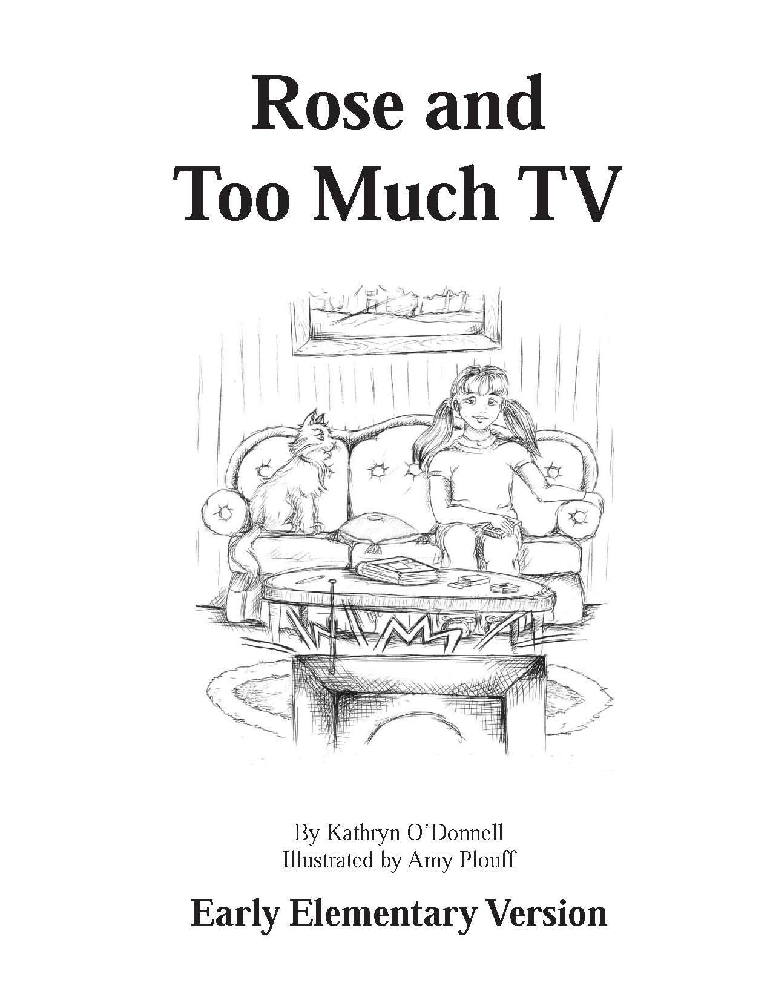 Rose and
Too Much TV
By Kathryn O’Donnell
Illustrated by Amy Plouff
Early Elementary Version